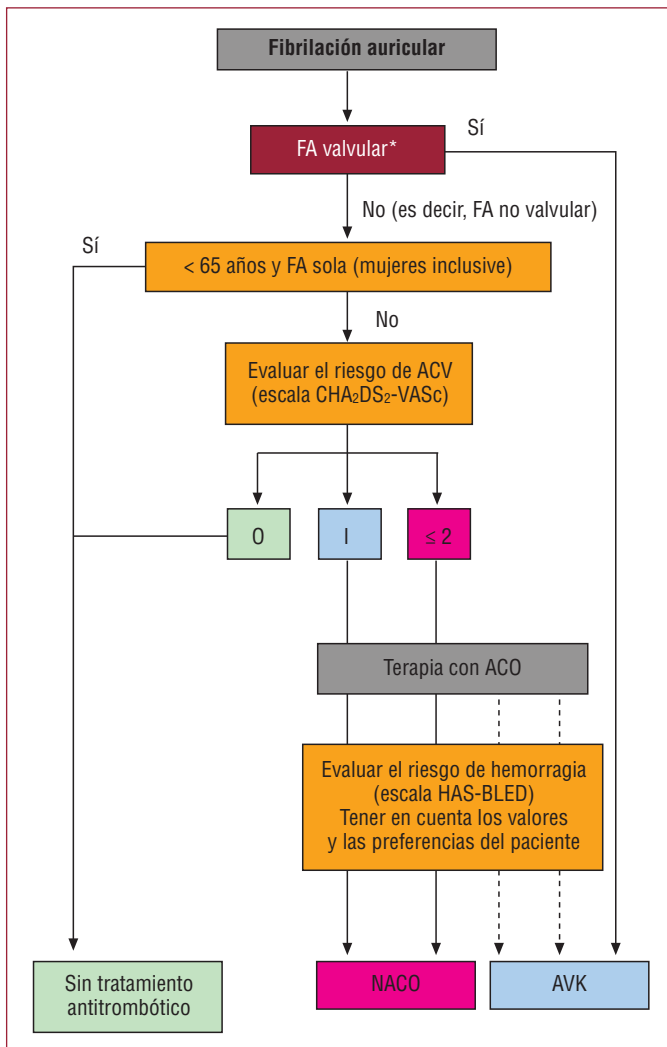 Fibrilación auricular
Sí
FA valvular*
No (es decir, FA no valvular)
Sí
< 65 años y FA sola (mujeres inclusive)
No
Evaluar el riesgo de ACV
(escala CHA₂DS₂-VASc)
0
I
≤ 2
Terapia con ACO
Evaluar el riesgo de hemorragia
(escala HAS-BLED)
Tener en cuenta los valores
y las preferencias del paciente
Sin tratamiento
antitrombótico
NACO
AVK